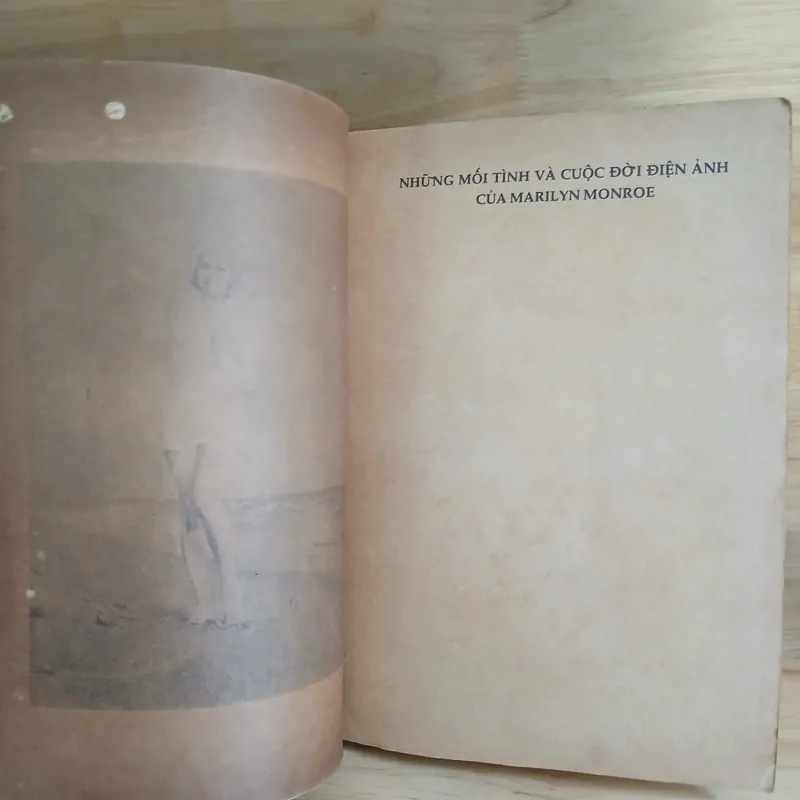 NHỮNG MỐI TÌNH VÀ CUỘC ĐỜI ĐIỆN ẢNH
CỦA MARILYN MONROE